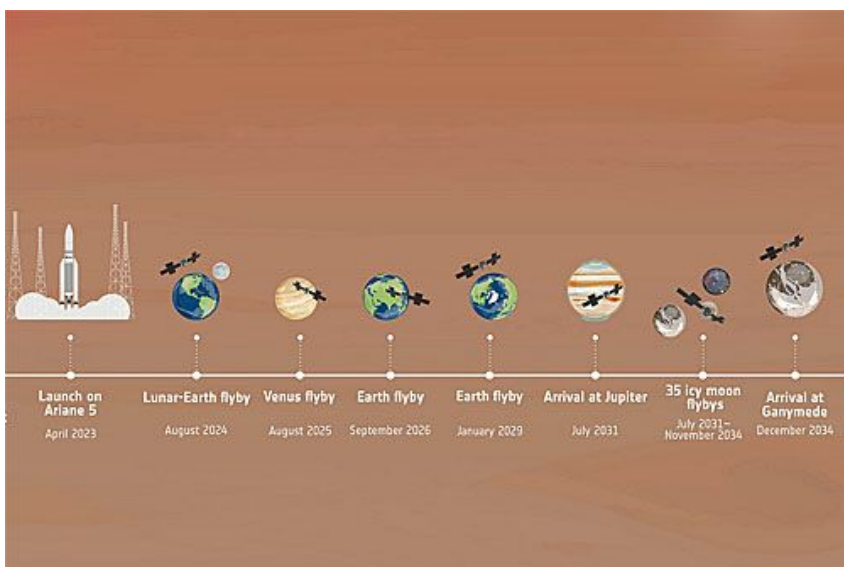 Launch on
Ariane 5
April 2023
Lunar-Earth flyby
August 2024
Venus flyby
August 2025
Earth flyby
September 2026
Earth flyby
January 2029
Arrival at Jupiter
July 2031
35 icy moon
flybys
July 2031–
November 2034
Arrival at
Ganymede
December 2034